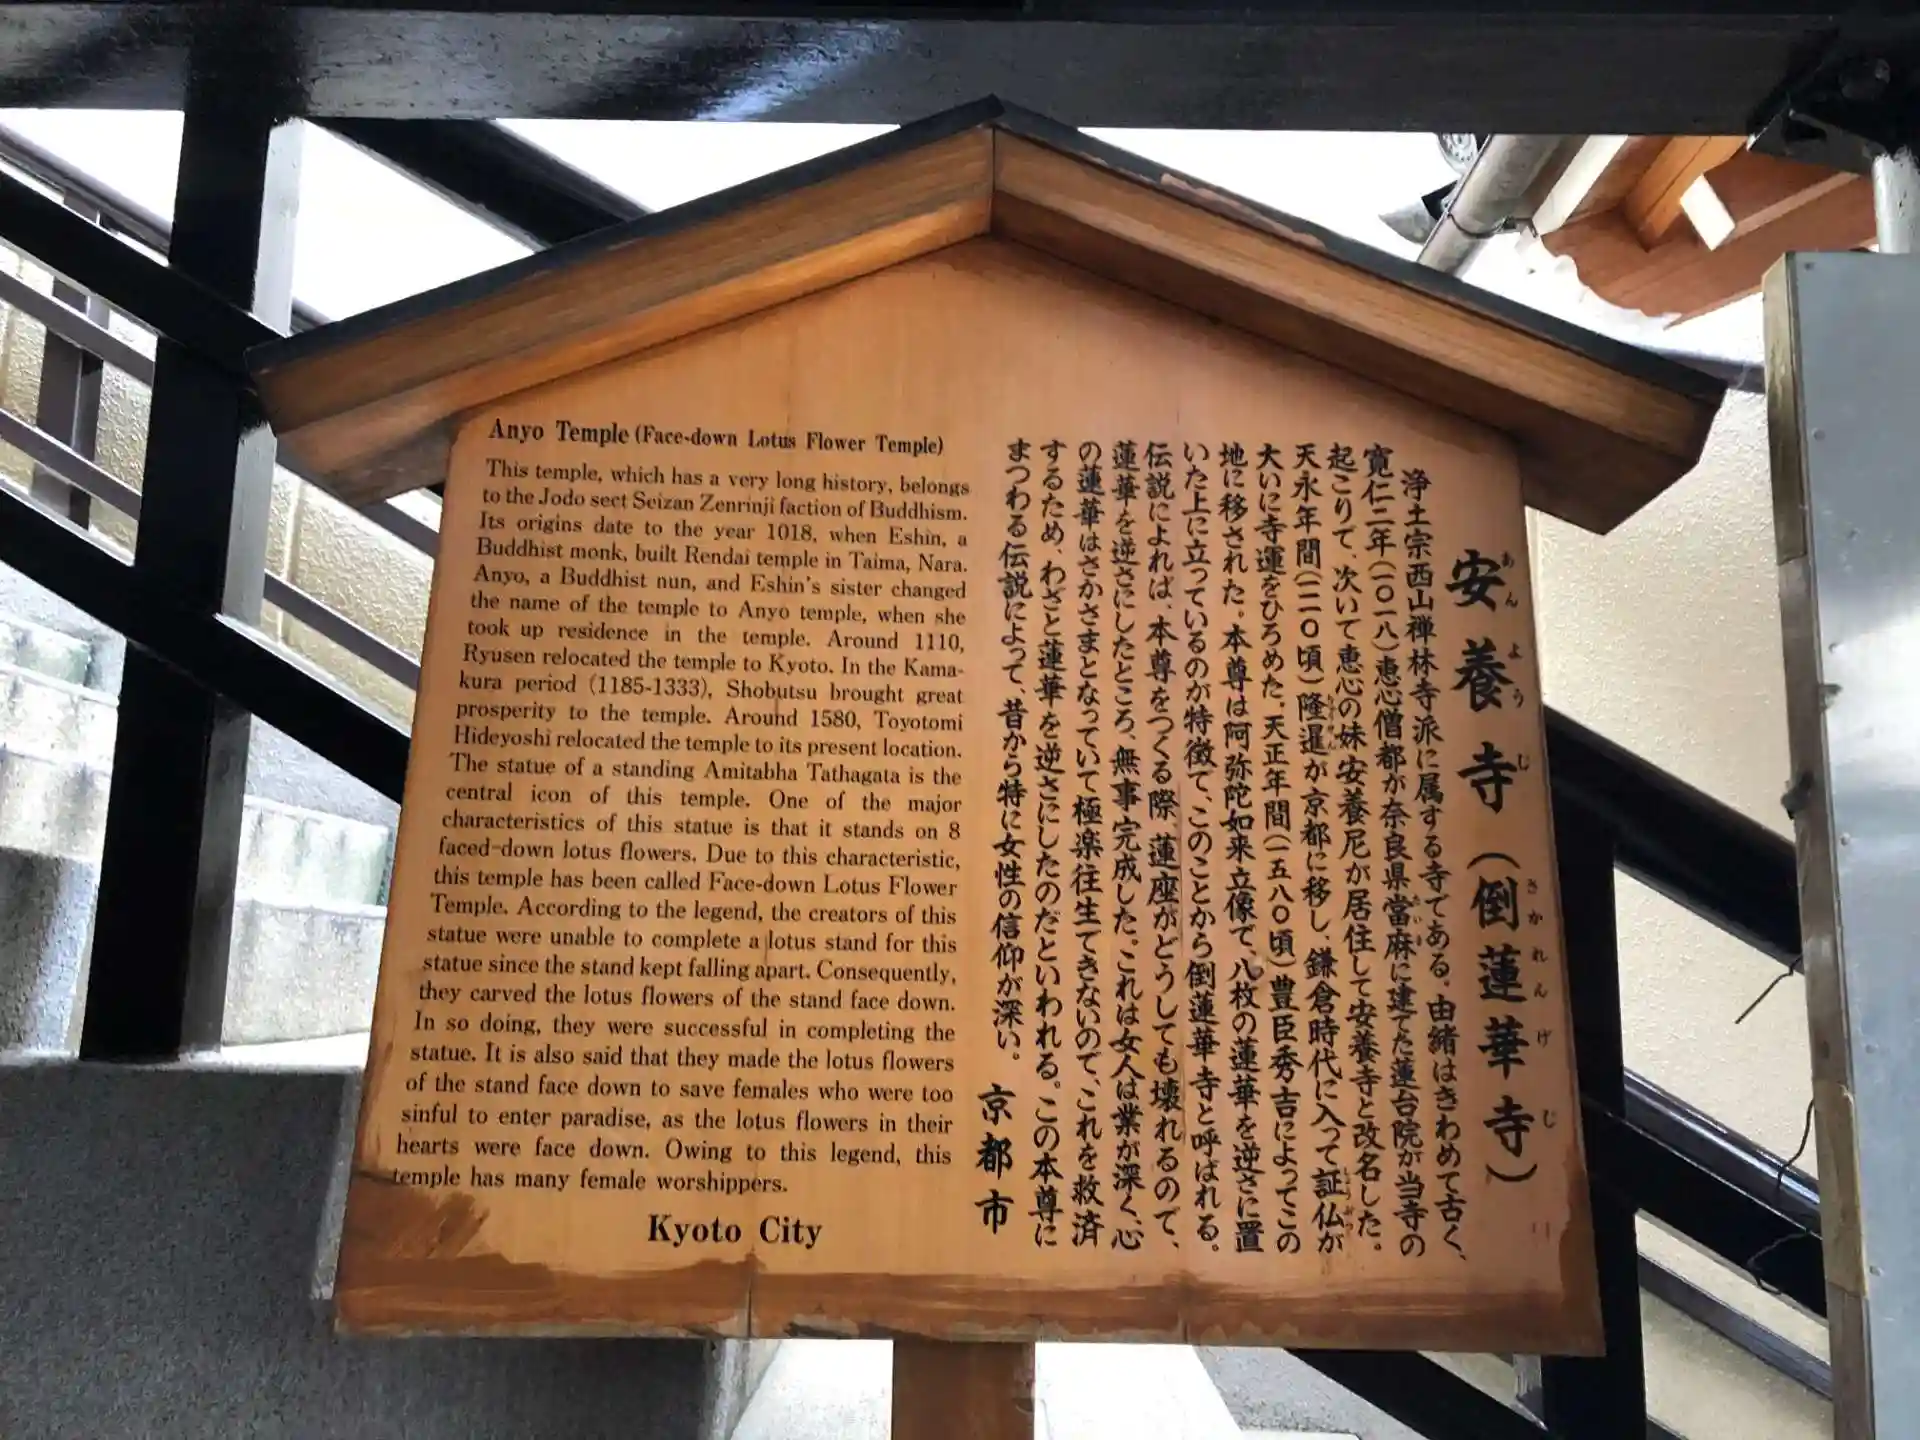 Anyo Temple (Face-down Lotus Flower Temple)
This temple, which has a very long history, belongs
to the Jodo sect Seizan Zenrinji faction of Buddhism.
Its origins date to the year 1018, when Eshin, a
Buddhist monk, built Rendai temple in Taima, Nara.
Anyo, a Buddhist nun, and Eshin's sister changed
the name of the temple to Anyo temple, when she
took up residence in the temple. Around 1110,
Ryusen relocated the temple to Kyoto. In the Kama-
kura period (1185-1333), Shobutsu brought great
prosperity to the temple. Around 1580, Toyotomi
Hideyoshi relocated the temple to its present location.
The statue of a standing Amitabha Tathagata is the
central icon of this temple. One of the major
characteristics of this statue is that it stands on 8
faced-down lotus flowers. Due to this characteristic,
this temple has been called Face-down Lotus Flower
Temple. According to the legend, the creators of this
statue were unable to complete a lotus stand for this
statue since the stand kept falling apart. Consequently,
they carved the lotus flowers of the stand face down.
In so doing, they were successful in completing the
statue. It is also said that they made the lotus flowers
of the stand face down to save females who were too
sinful to enter paradise, as the lotus flowers in their
hearts were face down. Owing to this legend, this
temple has many female worshippers.
Kyoto City
安養寺（倒蓮華寺）
あんようじ さかれんげじ
浄土宗西山禅林寺派に属する寺である。由緒はきわめて古く、
寛仁二年（一〇一八）恵心僧都が奈良県當麻に建てた蓮台院が当寺の
起こりで、次いで恵心の妹安養尼が居住して安養寺と改名した。
天永年間（一一一〇頃）隆暹が京都に移し、鎌倉時代に入って証仏が
大いに寺運をひろめた。天正年間（一五八〇頃）豊臣秀吉によってこの
地に移された。本尊は阿弥陀如来立像で、八枚の蓮華を逆さに置
いた上に立っているのが特徴で、このことから倒蓮華寺と呼ばれる。
伝説によれば、本尊をつくる際、蓮座がどうしても壊れるので、
蓮華を逆さにしたところ、無事完成した。これは女人は業が深く、心
の蓮華はさかさまとなっていて極楽往生できないので、これを救済
するため、わざと蓮華を逆さにしたのだといわれる。この本尊に
まつわる伝説によって、昔から特に女性の信仰が深い。
京都市